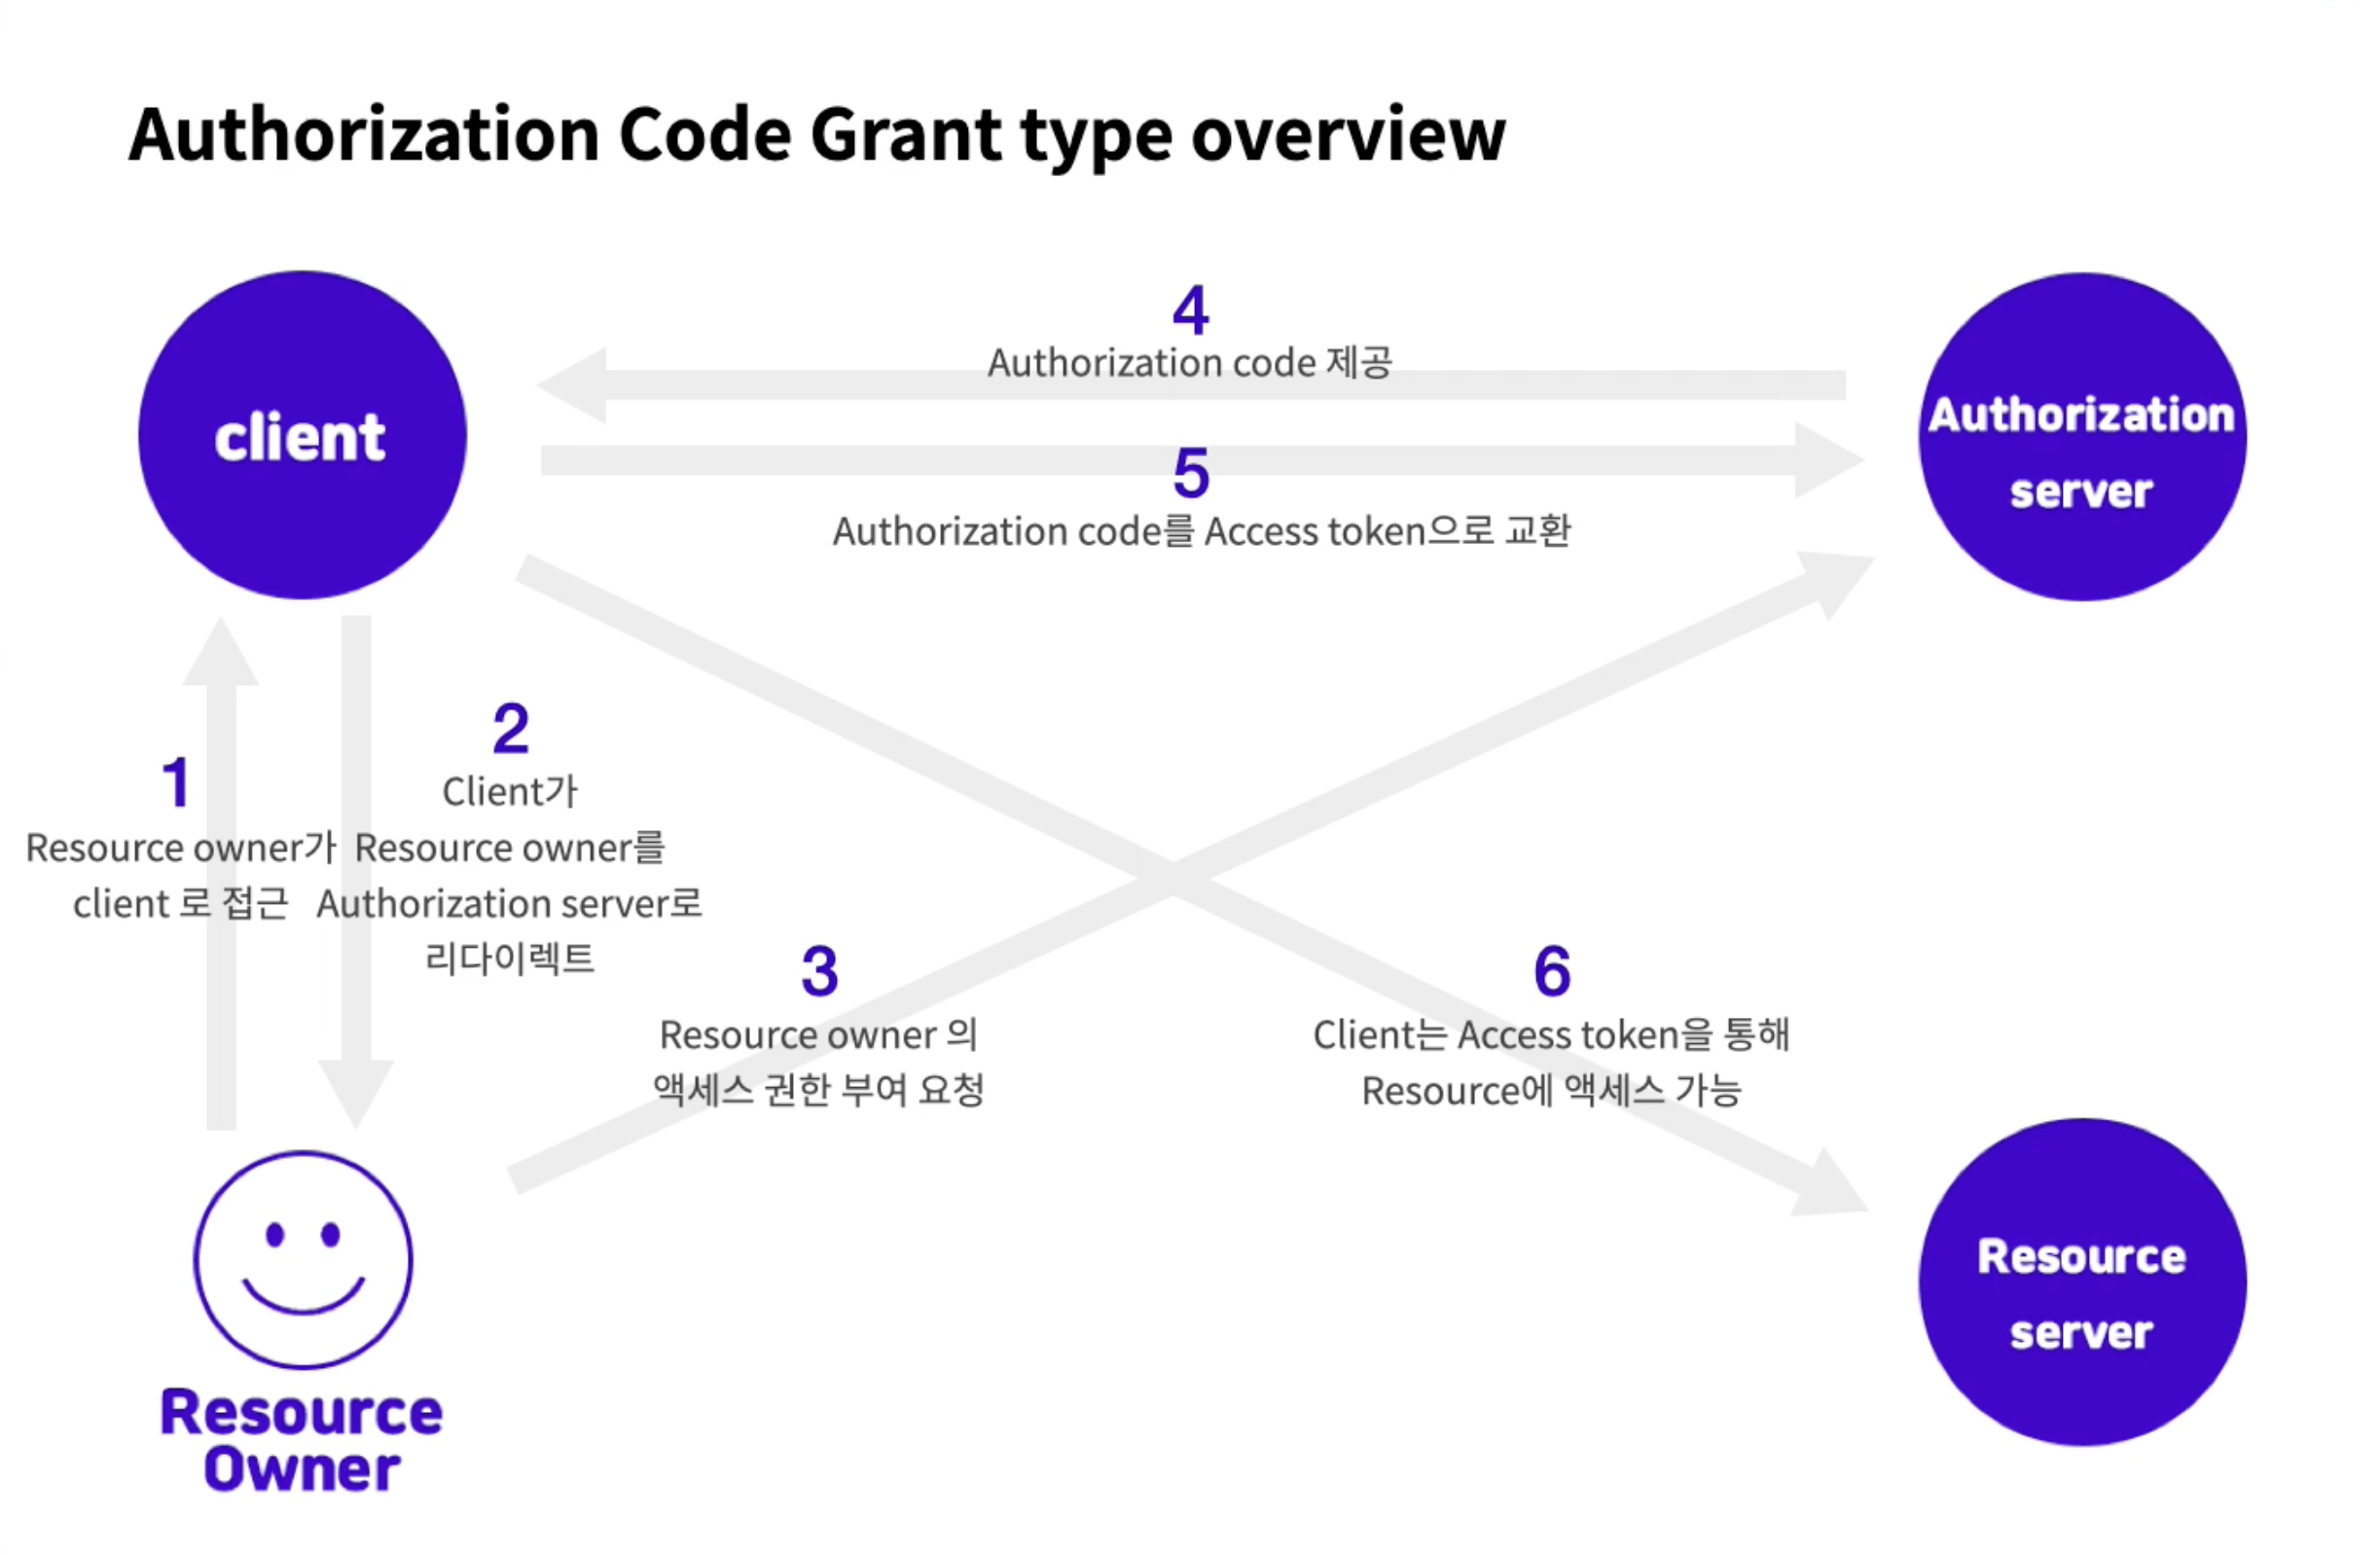 Authorization Code Grant type overview
client
4
Authorization code 제공
5
Authorization code를 Access token으로 교환
Authorization
server
1
Resource owner가
client 로 접근
2
Client가
Resource owner를
Authorization server로
리다이렉트
3
Resource owner 의
액세스 권한 부여 요청
6
Client는 Access token을 통해
Resource에 액세스 가능
Resource
Owner
Resource
server